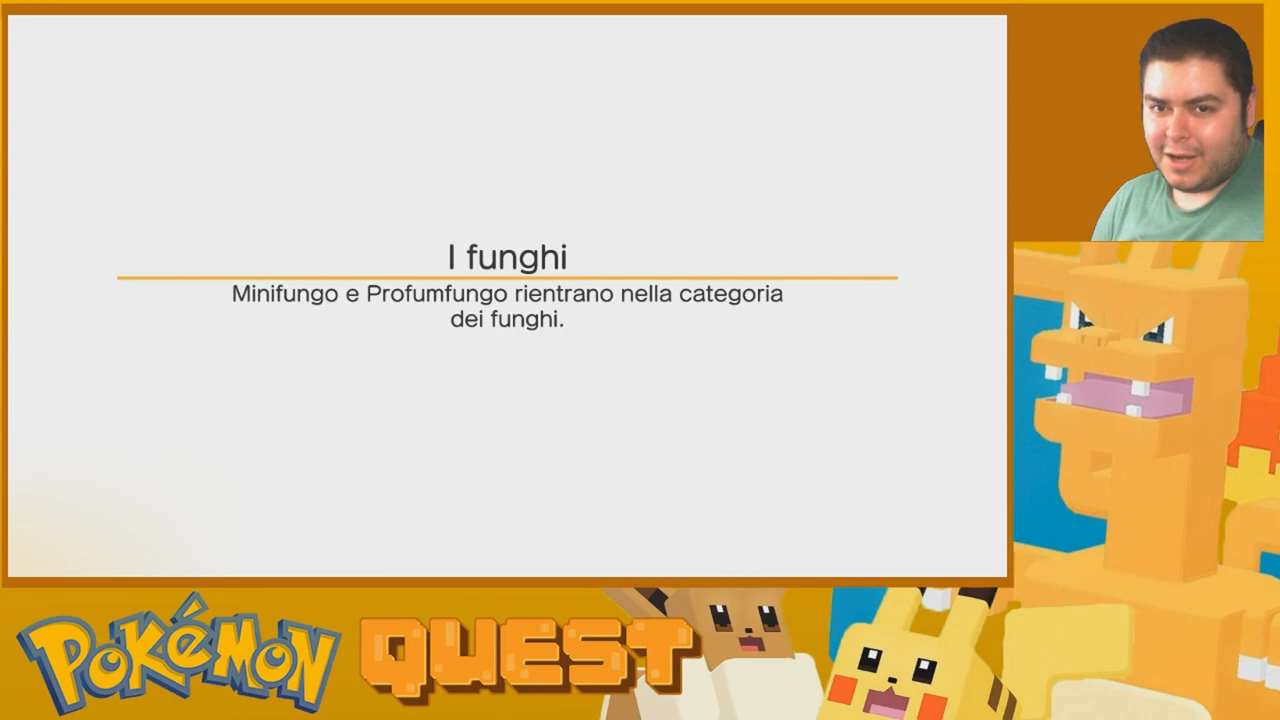 I funghi
Minifungo e Profumfungo rientrano nella categoria
dei funghi.
POKéMON
QUEST